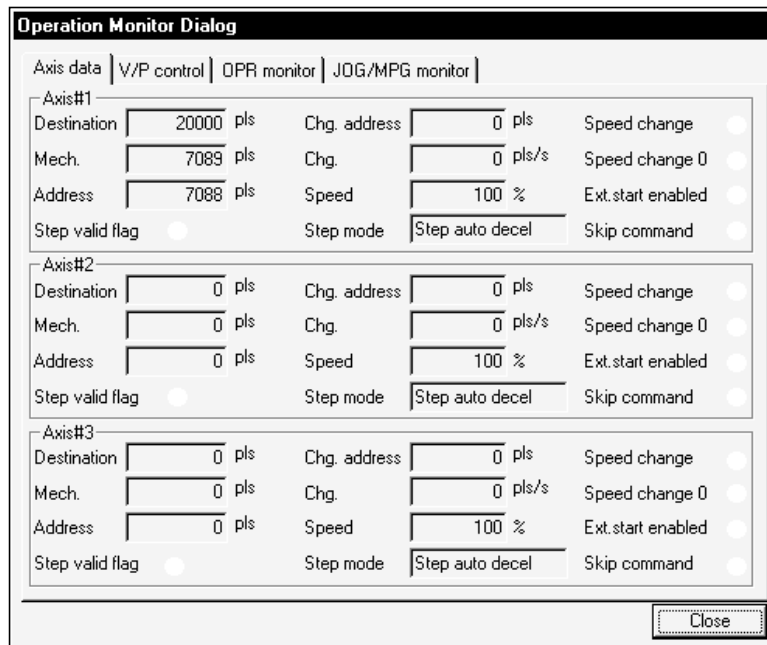 Operation Monitor Dialog
Axis data V/P control OPR monitor JOG/MPG monitor
Axis#1
Destination 20000 pls Chg. address 0 pls Speed change
Mech. 7089 pls Chg. 0 pls/s Speed change 0
Address 7088 pls Speed 100 % Ext.start enabled
Step valid flag Step mode Step auto decel Skip command
Axis#2
Destination 0 pls Chg. address 0 pls Speed change
Mech. 0 pls Chg. 0 pls/s Speed change 0
Address 0 pls Speed 100 % Ext.start enabled
Step valid flag Step mode Step auto decel Skip command
Axis#3
Destination 0 pls Chg. address 0 pls Speed change
Mech. 0 pls Chg. 0 pls/s Speed change 0
Address 0 pls Speed 100 % Ext.start enabled
Step valid flag Step mode Step auto decel Skip command
Close